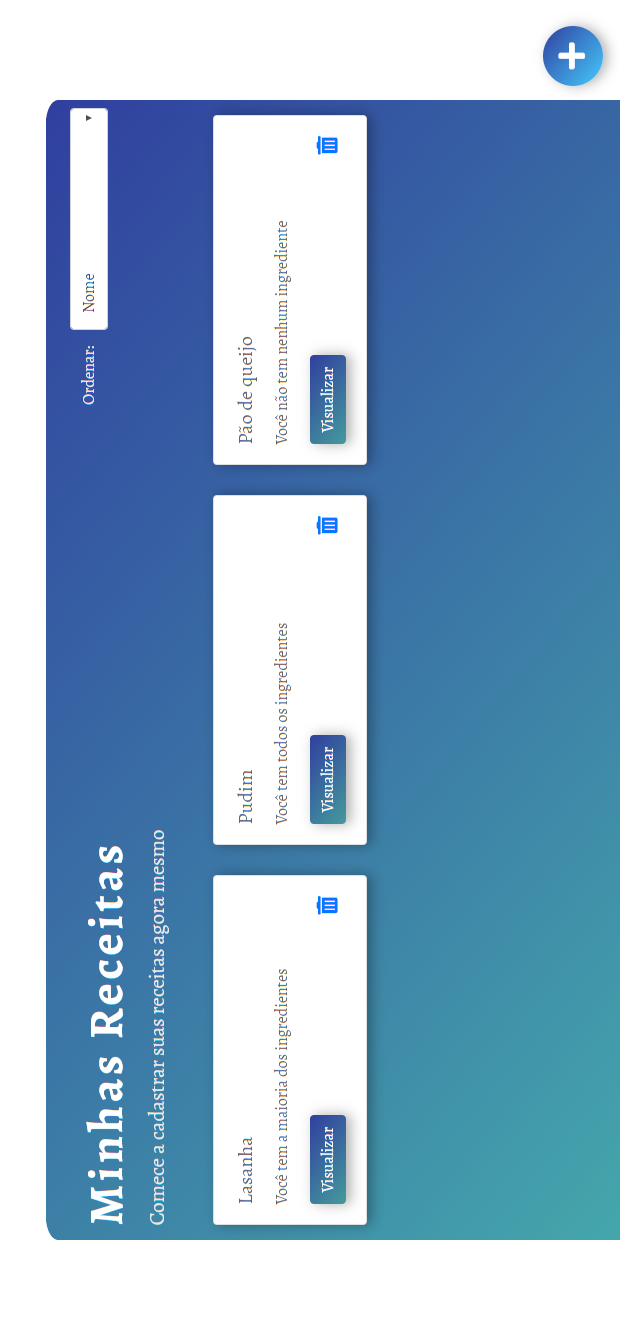 Minhas Receitas
Comece a cadastrar suas receitas agora mesmo
Ordenar:
Nome
Lasanha
Você tem a maioria dos ingredientes
Visualizar
Pudim
Você tem todos os ingredientes
Visualizar
Pão de queijo
Você não tem nenhum ingrediente
Visualizar